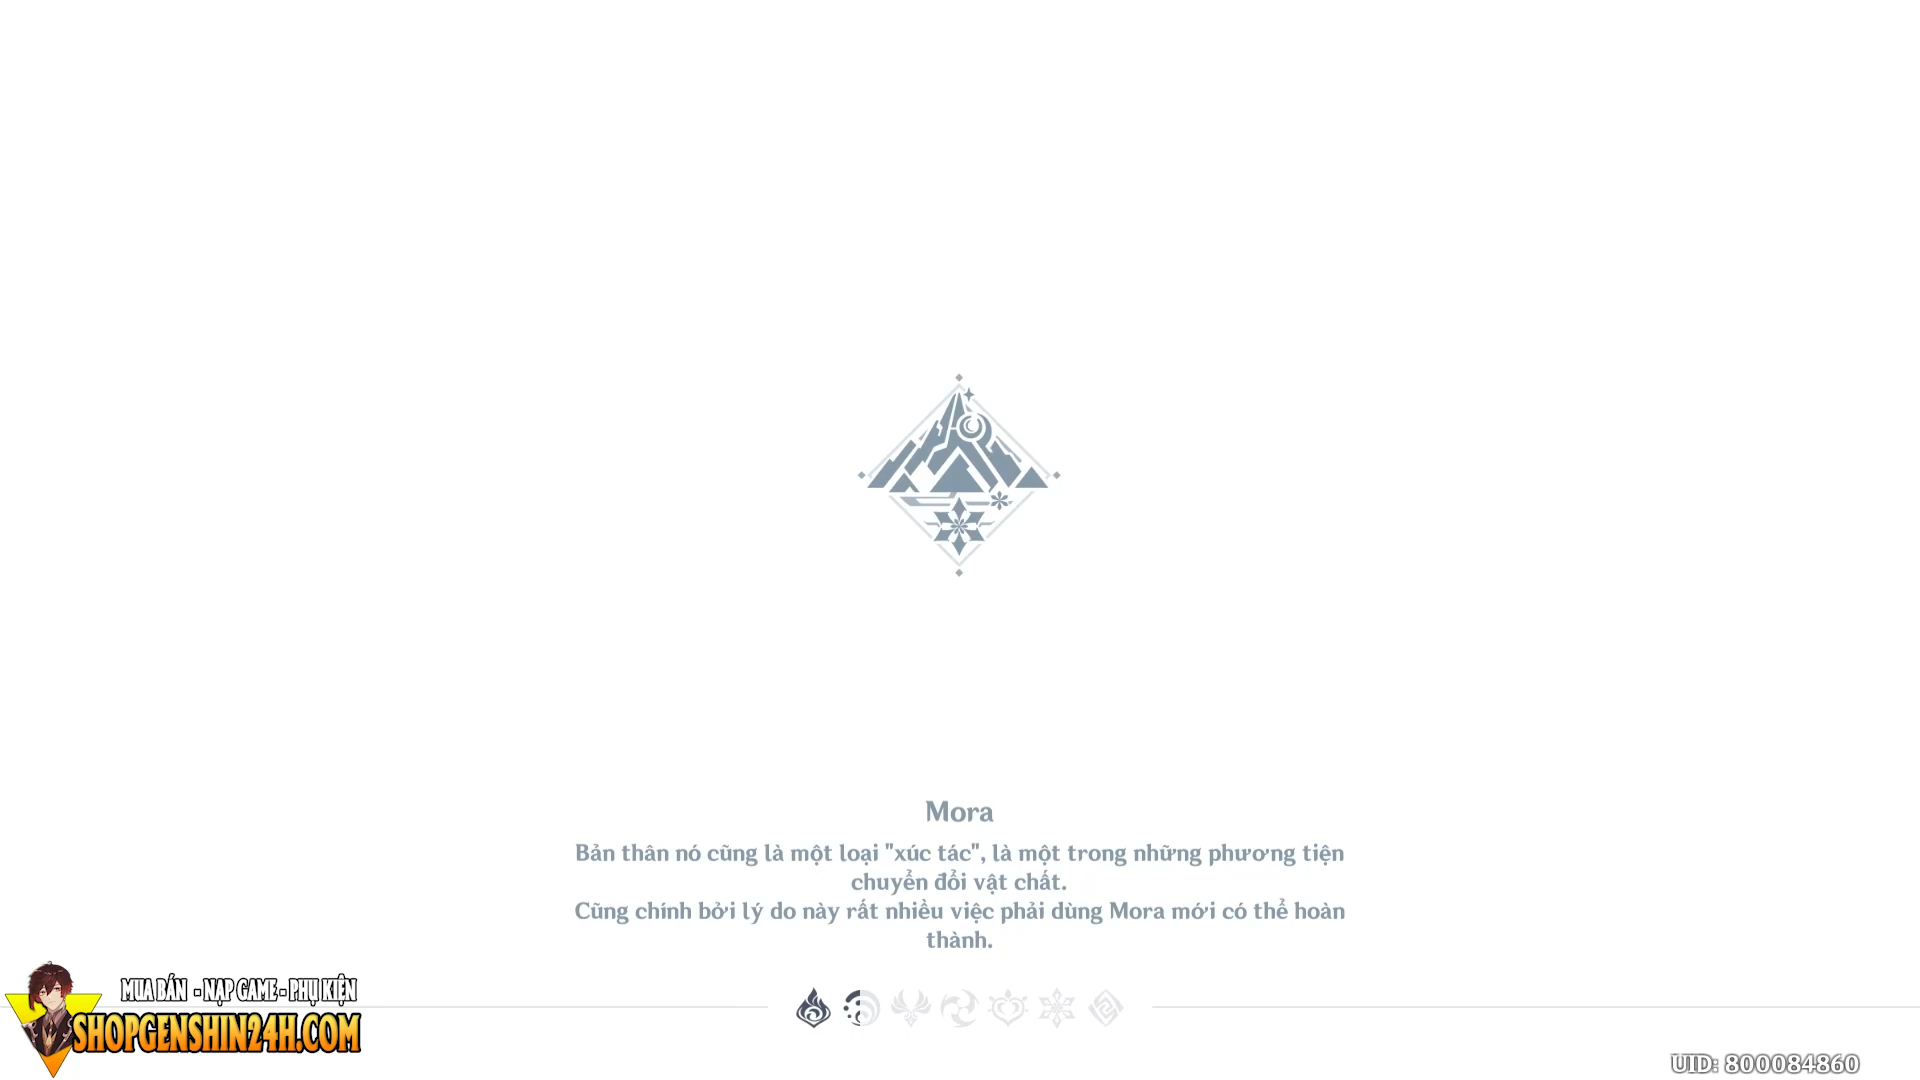 Mora
Bản thân nó cũng là một loại "xúc tác", là một trong những phương tiện
chuyển đổi vật chất.
Cũng chính bởi lý do này rất nhiều việc phải dùng Mora mới có thể hoàn
thành.
MUA BÁN - NẠP GAME - PHỤ KIỆN
SHOPGENSHIN24H.COM
UID: 800084860